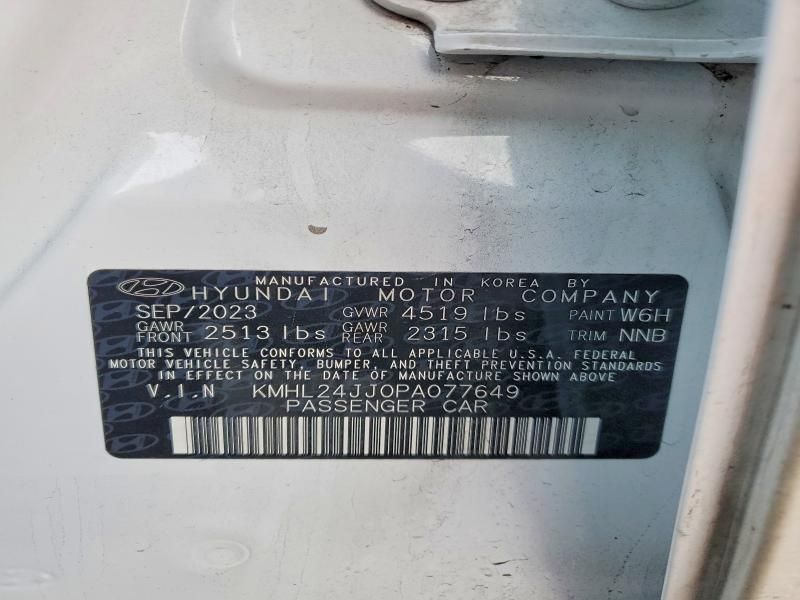 MANUFACTURED IN KOREA BY
HYUNDAI MOTOR COMPANY
SEP/2023 GVWR 4519 lbs PAINT W6H
GAWR FRONT 2513 lbs GAWR REAR 2315 lbs TRIM NNB
THIS VEHICLE CONFORMS TO ALL APPLICABLE U.S.A. FEDERAL
MOTOR VEHICLE SAFETY, BUMPER, AND THEFT PREVENTION STANDARDS
IN EFFECT ON THE DATE OF MANUFACTURE SHOWN ABOVE
V.I.N KMHL24JJ0PA077649
PASSENGER CAR